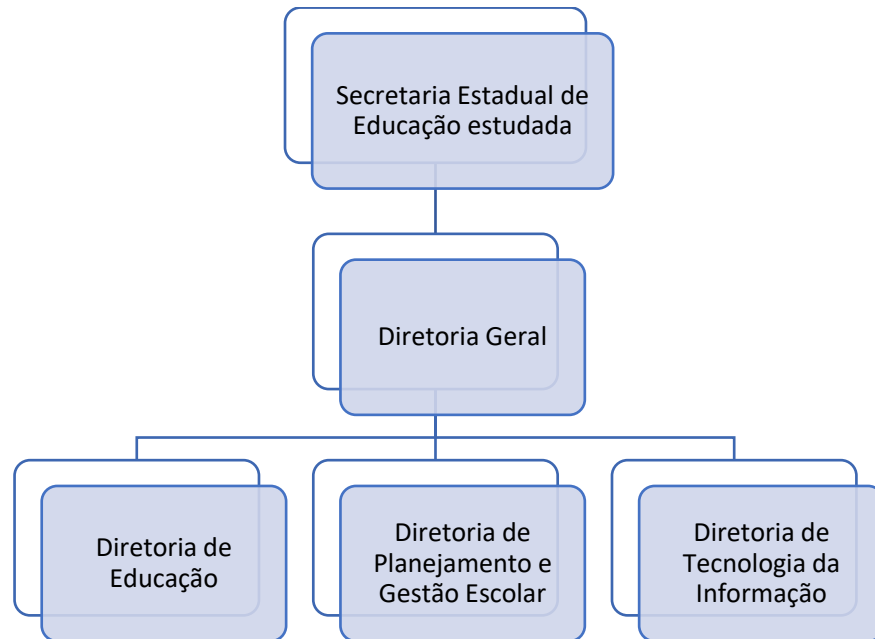 Secretaria Estadual de
Educação estudada
Diretoria Geral
Diretoria de
Educação
Diretoria de
Planejamento e
Gestão Escolar
Diretoria de
Tecnologia da
Informação